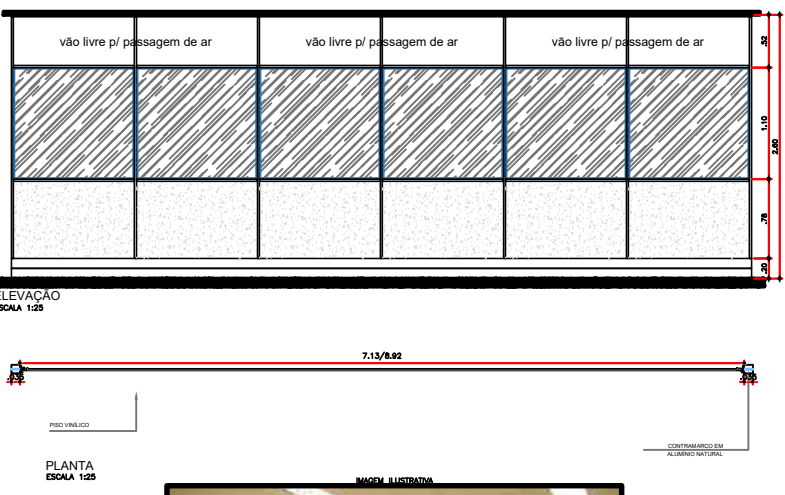 vão livre p/ passagem de ar vão livre p/ passagem de ar vão livre p/ passagem de ar
.52
1.10
2.60
.78
.20
ELEVAÇÃO
ESCALA 1:25
7.13/8.92
.035 .035
PISO VINÍLICO
CONTRAMARCO EM
ALUMÍNIO NATURAL
PLANTA
ESCALA 1:25
IMAGEM ILUSTRATIVA